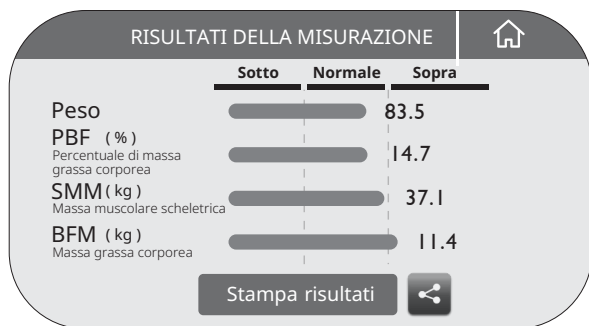 RISULTATI DELLA MISURAZIONE
Sotto Normale Sopra
Peso 83.5
PBF (%) 14.7
Percentuale di massa
grassa corporea
SMM (kg) 37.1
Massa muscolare scheletrica
BFM (kg) 11.4
Massa grassa corporea
Stampa risultati